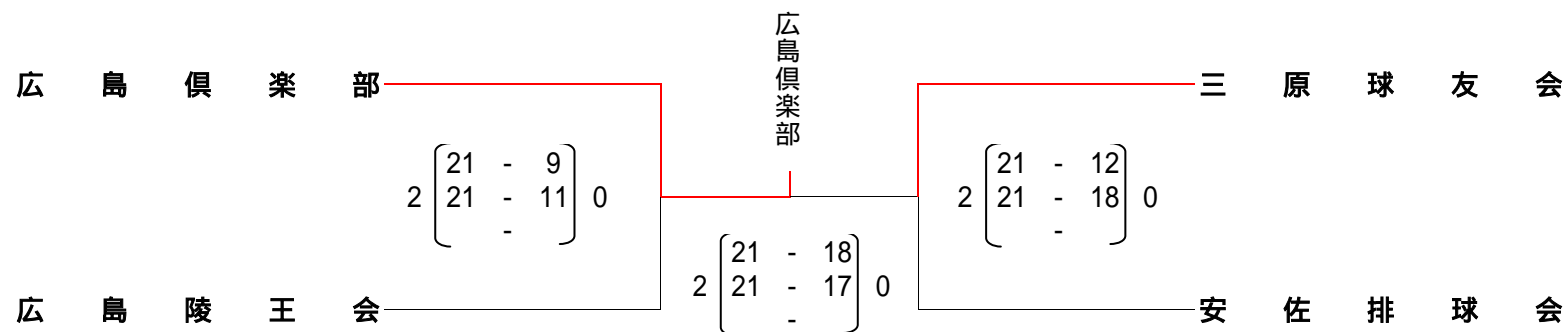 広島倶楽部
広島倶楽部
三原球友会
21 - 9
2 21 - 11 0
-
21 - 12
2 21 - 18 0
-
21 - 18
2 21 - 17 0
-
広島陵王会
安佐排球会